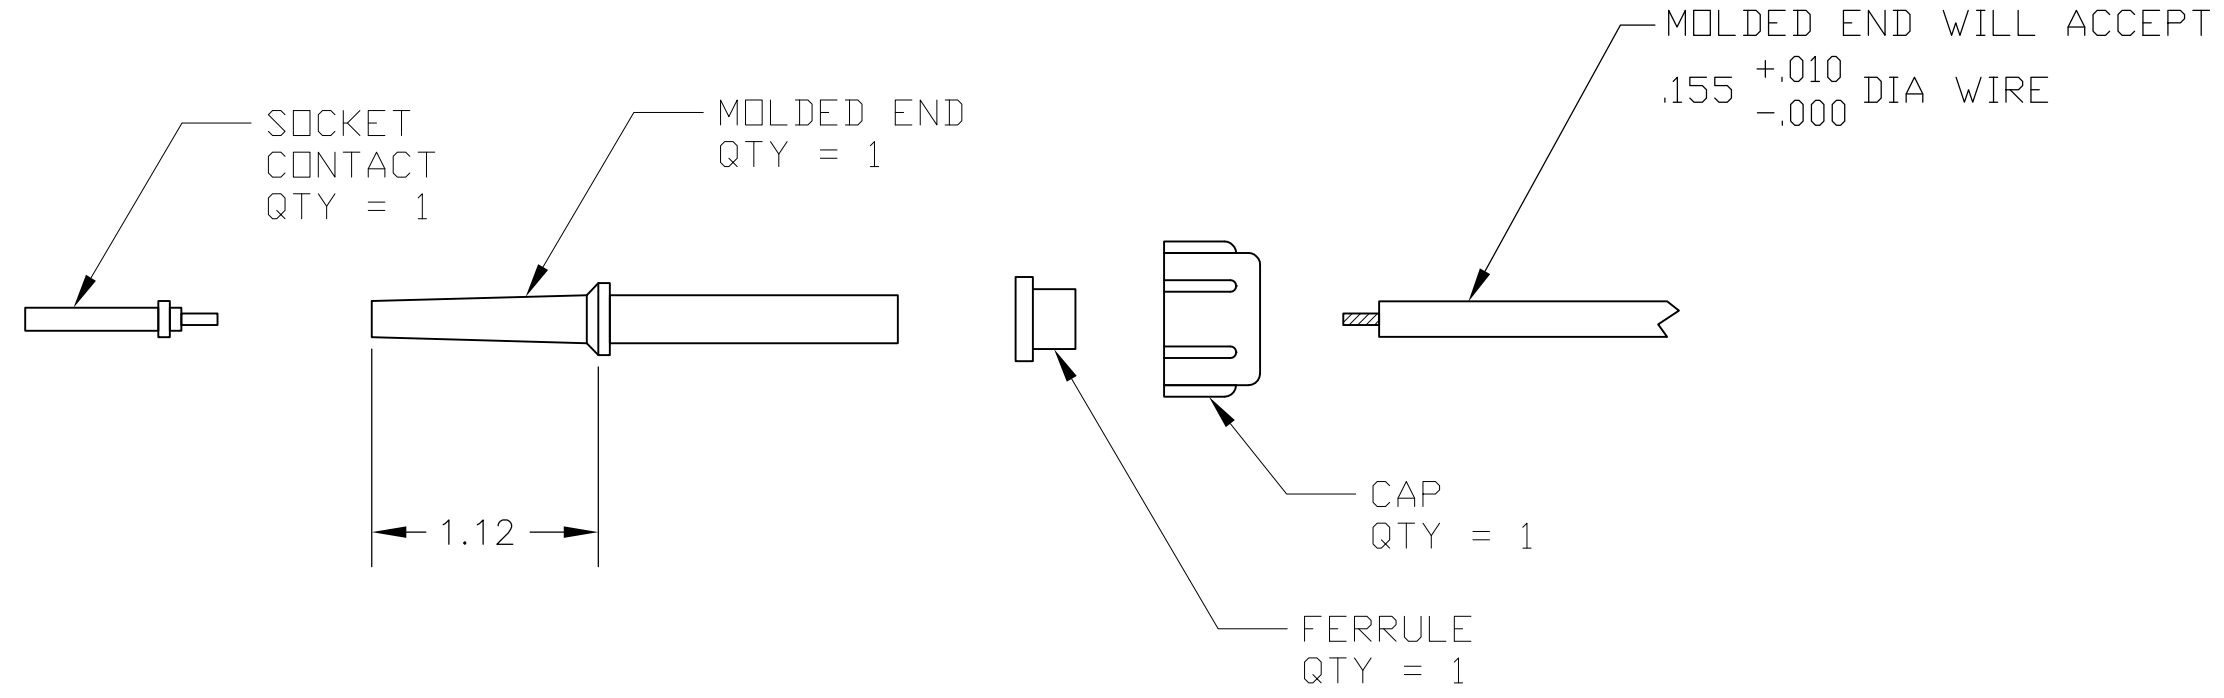 MOLDED END WILL ACCEPT
.155 +.010 -.000 DIA WIRE
SOCKET
CONTACT
QTY = 1
MOLDED END
QTY = 1
CAP
QTY = 1
1.12
FERRULE
QTY = 1